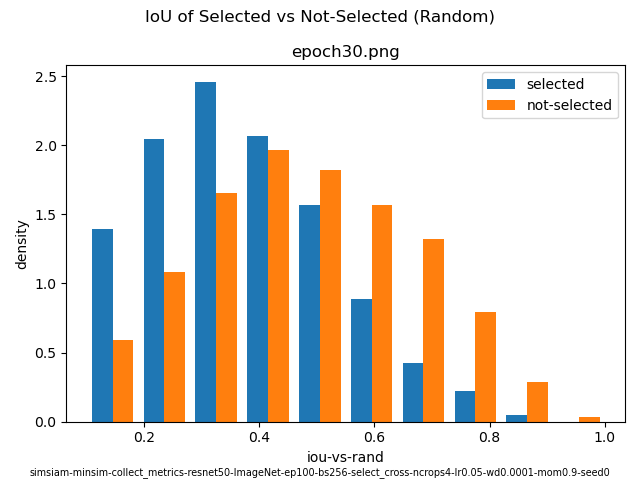 IoU of Selected vs Not-Selected (Random)
epoch30.png
selected
not-selected
2.5
2.0
1.5
1.0
0.5
0.0
density
0.2
0.4
0.6
0.8
1.0
iou-vs-rand
simsiam-minsim-collect_metrics-resnet50-ImageNet-ep100-bs256-select_cross-ncrops4-lr0.05-wd0.0001-mom0.9-seed0